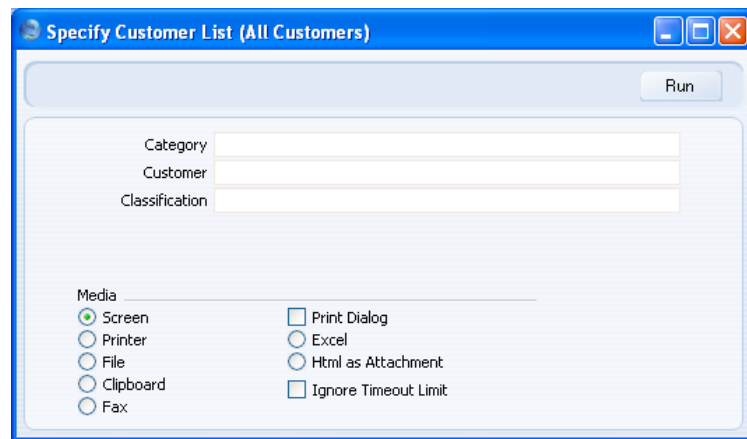 Specify Customer List (All Customers)
Run
Category
Customer
Classification
Media
Screen
Print Dialog
Printer
Excel
File
Html as Attachment
Clipboard
Ignore Timeout Limit
Fax